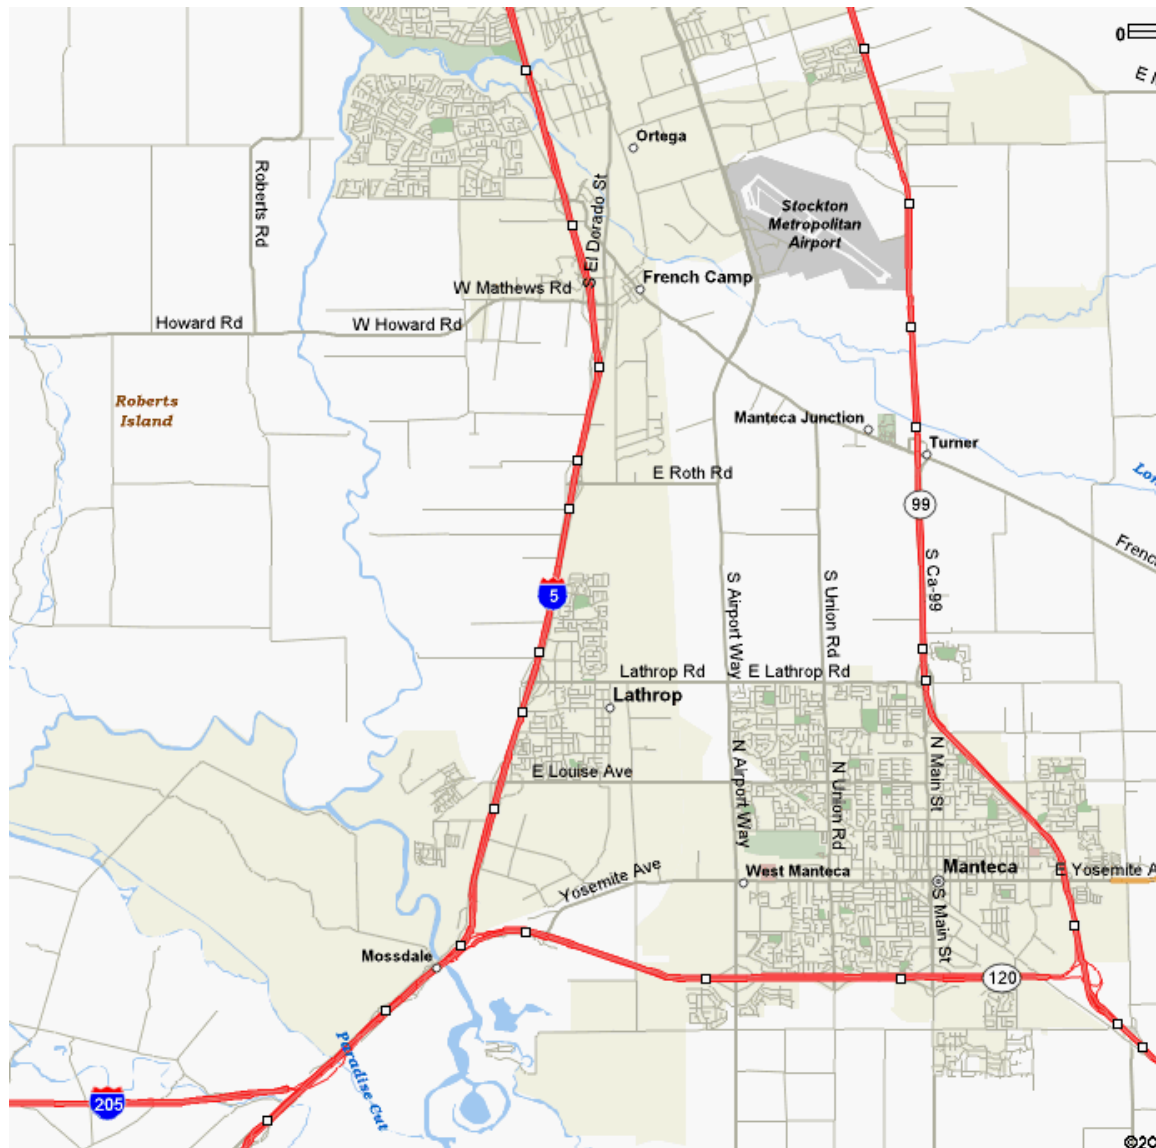 0
E
Ortega
Roberts Rd
S El Dorado St
Stockton
Metropolitan
Airport
French Camp
W Mathews Rd
Howard Rd
W Howard Rd
Roberts
Island
Manteca Junction
Turner
E Roth Rd
99
5
S Airport Way
S Union Rd
S Ca-99
Lathrop Rd
E Lathrop Rd
Lathrop
N Airport Way
N Union Rd
N Main St
E Louise Ave
Yosemite Ave
West Manteca
Manteca
E Yosemite A
S Main St
Mossdale
120
Paradise Cut
205
©20